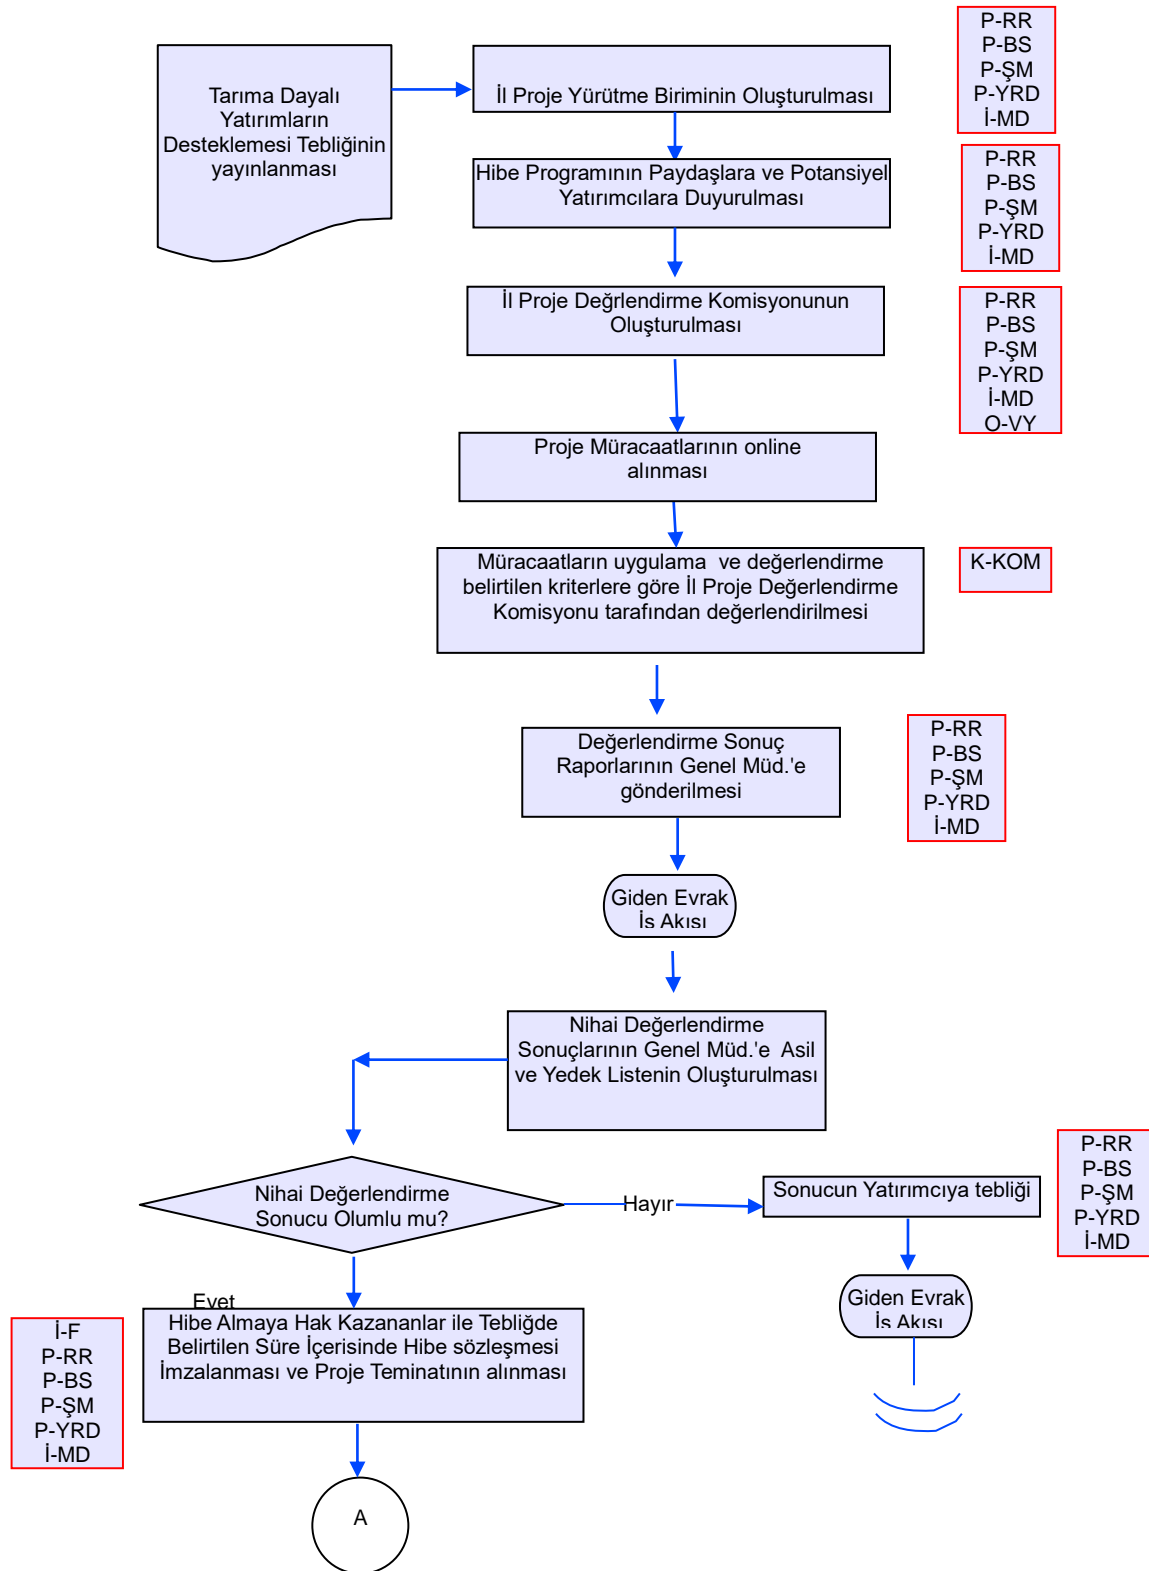 Tarıma Dayalı
Yatırımların
Desteklemesi Tebliğinin
yayınlanması
İl Proje Yürütme Biriminin Oluşturulması
P-RR
P-BS
P-ŞM
P-YRD
İ-MD
Hibe Programının Paydaşlara ve Potansiyel
Yatırımcılara Duyurulması
P-RR
P-BS
P-ŞM
P-YRD
İ-MD
İl Proje Değrlendirme Komisyonunun
Oluşturulması
P-RR
P-BS
P-ŞM
P-YRD
İ-MD
O-VY
Proje Müracaatlarının online
alınması
Müracaatların uygulama ve değerlendirme
belirtilen kriterlere göre İl Proje Değerlendirme
Komisyonu tarafından değerlendirilmesi
K-KOM
Değerlendirme Sonuç
Raporlarının Genel Müd.'e
gönderilmesi
P-RR
P-BS
P-ŞM
P-YRD
İ-MD
Giden Evrak
İş Akışı
Nihai Değerlendirme
Sonuçlarının Genel Müd.'e Asil
ve Yedek Listenin Oluşturulması
Nihai Değerlendirme
Sonucu Olumlu mu?
Hayır
Sonucun Yatırımcıya tebliği
P-RR
P-BS
P-ŞM
P-YRD
İ-MD
Giden Evrak
İş Akışı
Evet
Hibe Almaya Hak Kazananlar ile Tebliğde
Belirtilen Süre İçerisinde Hibe sözleşmesi
İmzalanması ve Proje Teminatının alınması
İ-F
P-RR
P-BS
P-ŞM
P-YRD
İ-MD
A